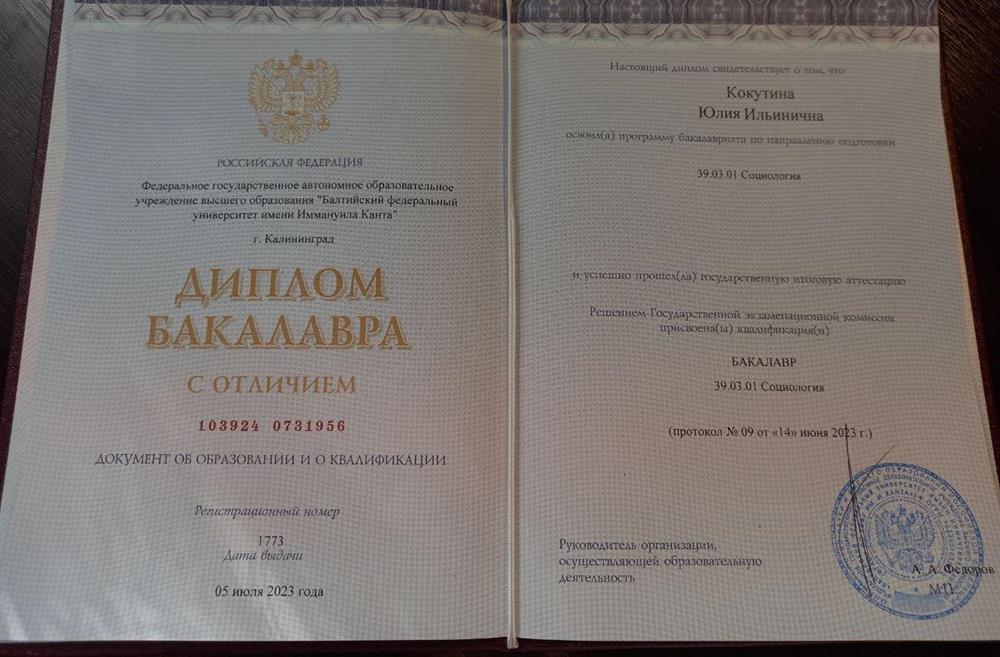 РОССИЙСКАЯ ФЕДЕРАЦИЯ
Федеральное государственное автономное образовательное
учреждение высшего образования "Балтийский федеральный
университет имени Иммануила Канта"
г. Калининград
ДИПЛОМ
БАКАЛАВРА
С ОТЛИЧИЕМ
103924 0731956
ДОКУМЕНТ ОБ ОБРАЗОВАНИИ И О КВАЛИФИКАЦИИ
Регистрационный номер
1773
Дата выдачи
05 июля 2023 года
Настоящий диплом свидетельствует о том, что
Кокутина
Юлия Ильинична
освоил(а) программу бакалавриата по направлению подготовки
39.03.01 Социология
и успешно прошел(ла) государственную итоговую аттестацию
Решением Государственной экзаменационной комиссии
присвоена(ы) квалификация(и)
БАКАЛАВР
39.03.01 Социология
(протокол № 09 от «14» июня 2023 г.)
Руководитель организации,
осуществляющей образовательную
деятельность
А. А. Федоров
М.П.